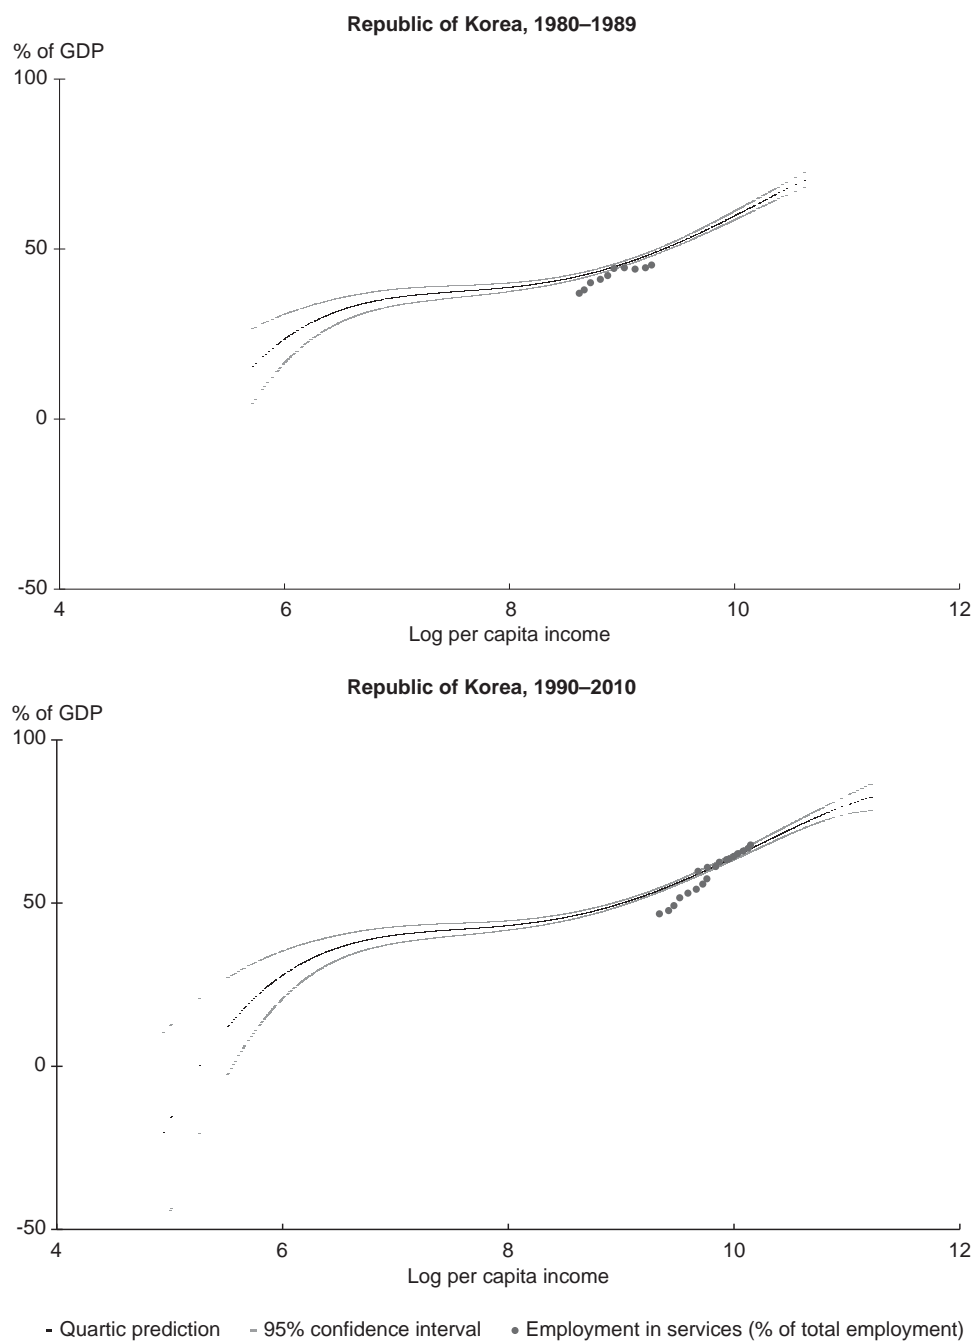 Republic of Korea, 1980–1989
% of GDP
100
50
0
-50
4 6 8 10 12
Log per capita income
Republic of Korea, 1990–2010
% of GDP
100
50
0
-50
4 6 8 10 12
Log per capita income
Quartic prediction 95% confidence interval Employment in services (% of total employment)